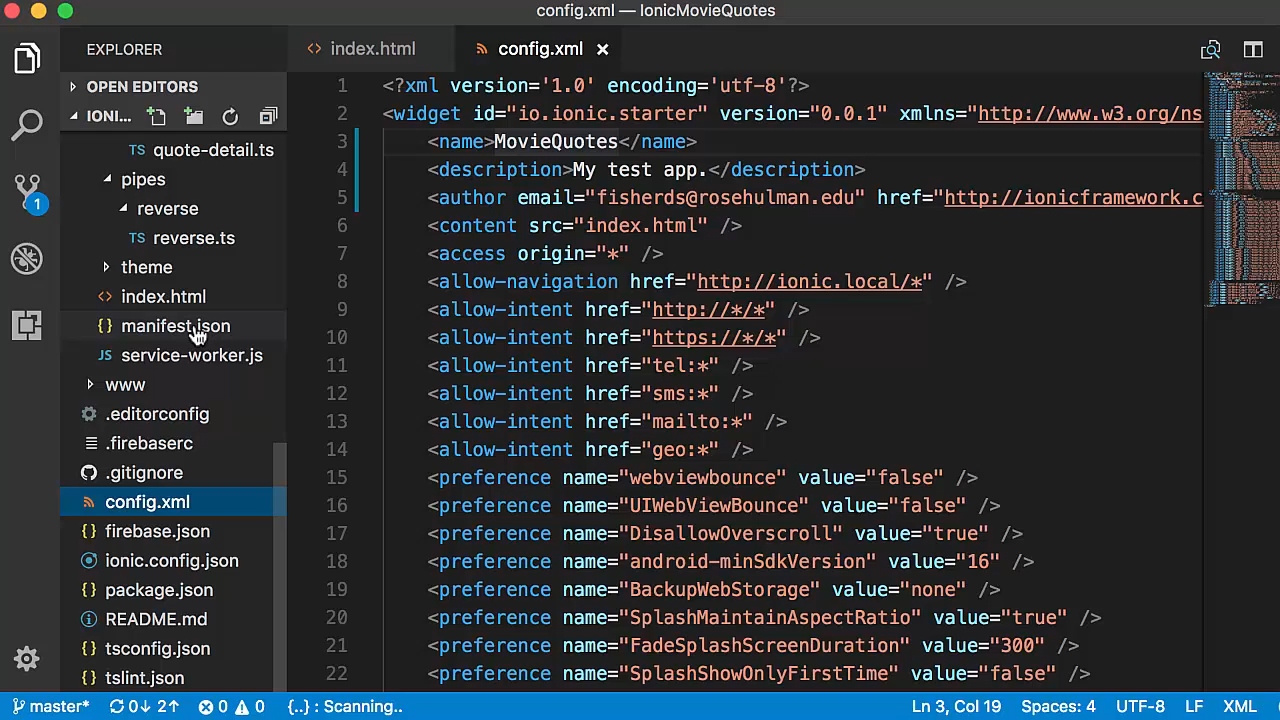 config.xml — IonicMovieQuotes
EXPLORER
OPEN EDITORS
IONI...
TS quote-detail.ts
pipes
reverse
TS reverse.ts
theme
<> index.html
{} manifest.json
JS service-worker.js
www
.editorconfig
.firebaserc
.gitignore
config.xml
{} firebase.json
ionic.config.json
{} package.json
README.md
{} tsconfig.json
{} tslint.json
1
<> index.html
config.xml ×
1 <?xml version='1.0' encoding='utf-8'?>
2 <widget id="io.ionic.starter" version="0.0.1" xmlns="http://www.w3.org/ns
3 <name>MovieQuotes</name>
4 <description>My test app.</description>
5 <author email="fisherds@rosehulman.edu" href="http://ionicframework.c
6 <content src="index.html" />
7 <access origin="*" />
8 <allow-navigation href="http://ionic.local/*" />
9 <allow-intent href="http://*/*" />
10 <allow-intent href="https://*/*" />
11 <allow-intent href="tel:*" />
12 <allow-intent href="sms:*" />
13 <allow-intent href="mailto:*" />
14 <allow-intent href="geo:*" />
15 <preference name="webviewbounce" value="false" />
16 <preference name="UIWebViewBounce" value="false" />
17 <preference name="DisallowOverscroll" value="true" />
18 <preference name="android-minSdkVersion" value="16" />
19 <preference name="BackupWebStorage" value="none" />
20 <preference name="SplashMaintainAspectRatio" value="true" />
21 <preference name="FadeSplashScreenDuration" value="300" />
22 <preference name="SplashShowOnlyFirstTime" value="false" />
master* 0↓ 2↑ 0 0 {..} : Scanning.. Ln 3, Col 19 Spaces: 4 UTF-8 LF XML